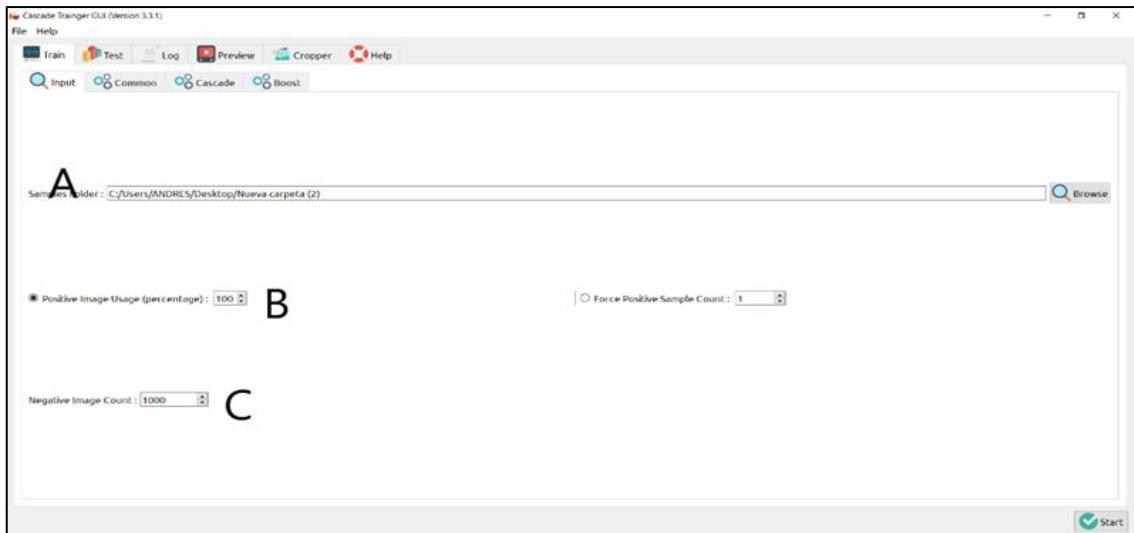 Cascade Trainger GUI (Version 3.3.1)
File Help
Train Test Log Preview Cropper Help
Input Common Cascade Boost
A
Samples Folder : C:/Users/ANDRES/Desktop/Nueva carpeta (2) Browse
Positive Image Usage (percentage) : 100 B Force Positive Sample Count : 1
Negative Image Count : 1000 C
Start